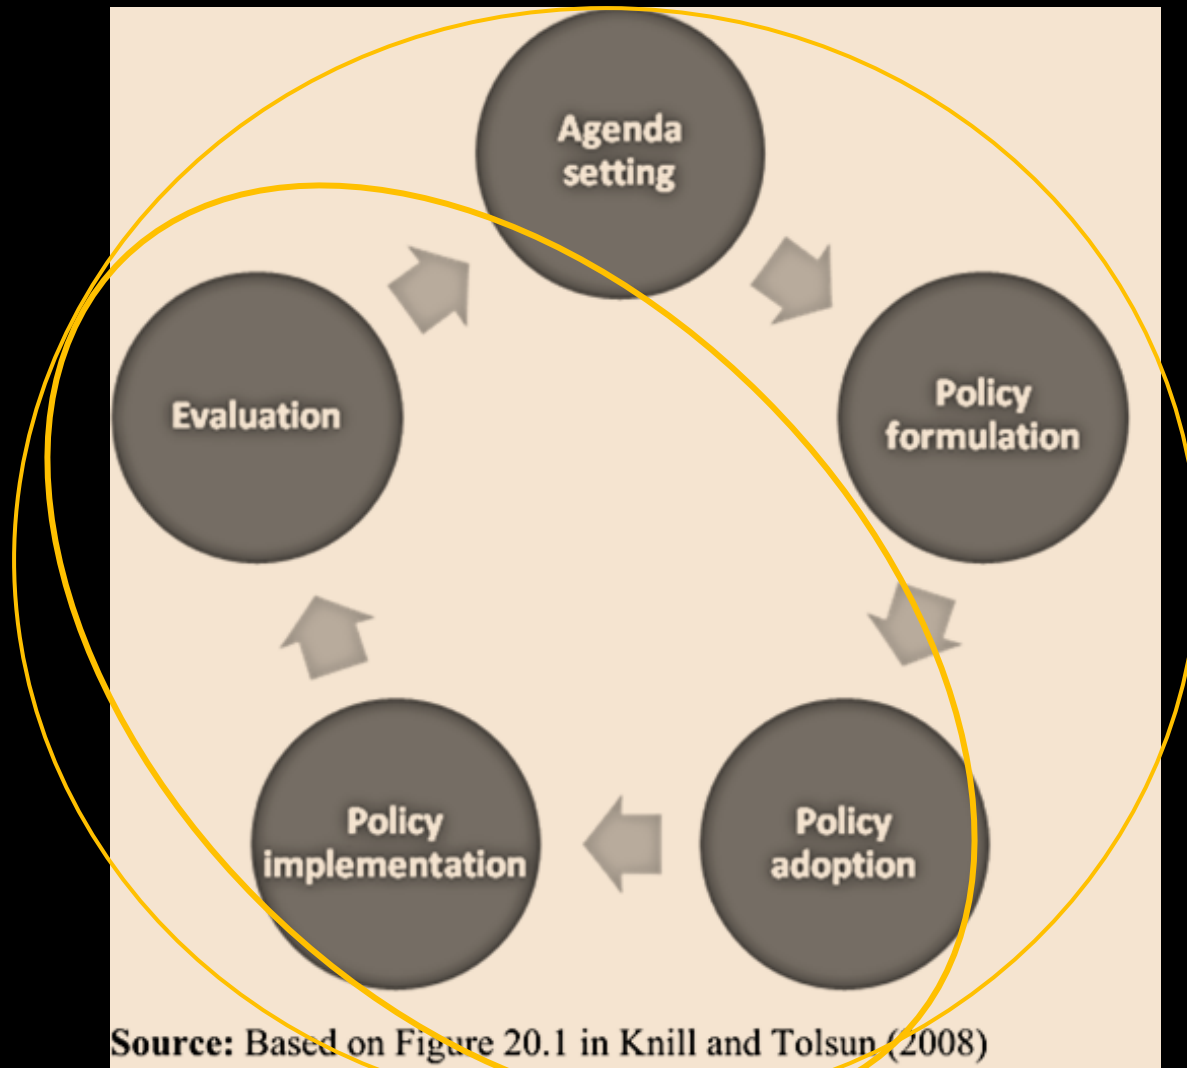 Agenda
setting
Policy
formulation
Policy
adoption
Policy
implementation
Evaluation
Source: Based on Figure 20.1 in Knill and Tolsun (2008)